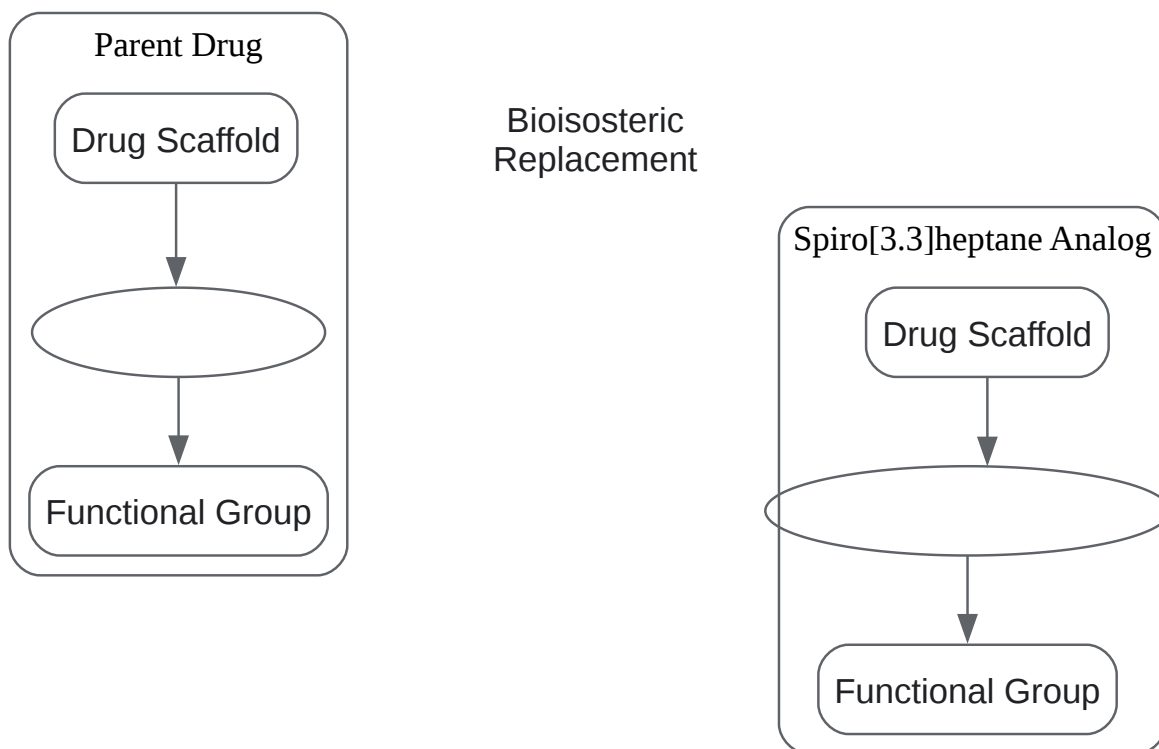 Parent Drug
Drug Scaffold
Functional Group
Bioisosteric
Replacement
Spiro[3.3]heptane Analog
Drug Scaffold
Functional Group